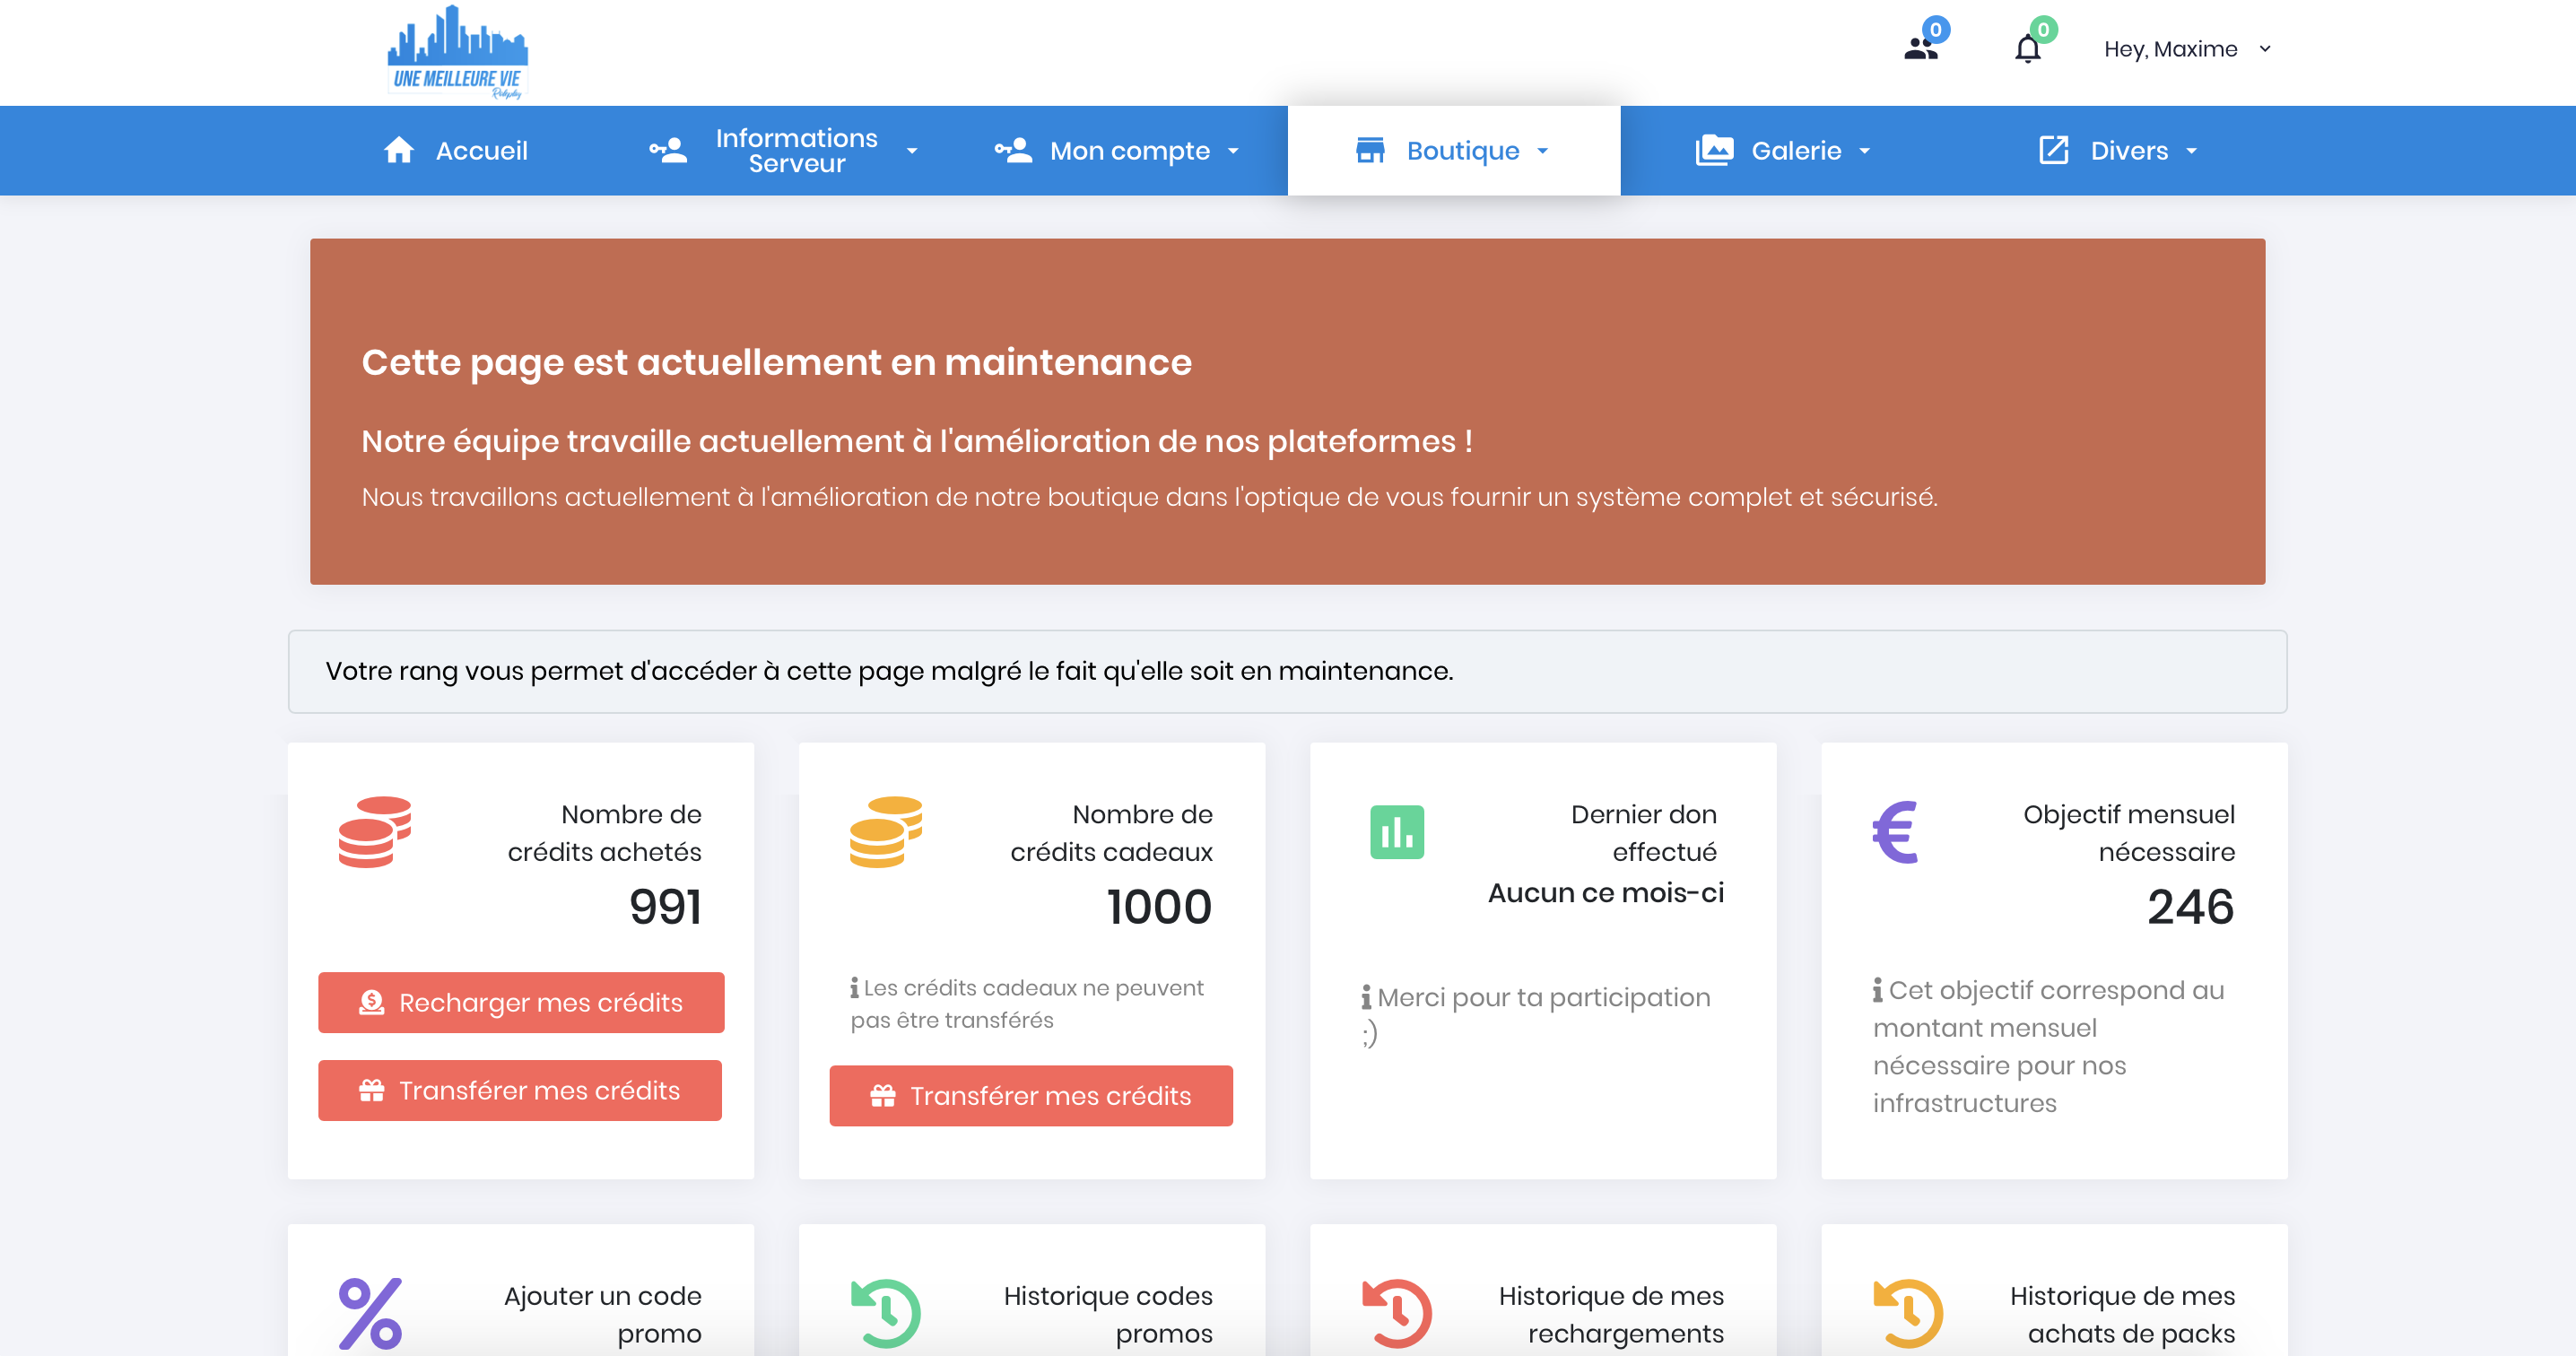 UNE MEILLEURE VIE
Roleplay
0
0
Hey, Maxime
Accueil
Informations
Serveur
Mon compte
Boutique
Galerie
Divers
Cette page est actuellement en maintenance
Notre équipe travaille actuellement à l'amélioration de nos plateformes !
Nous travaillons actuellement à l'amélioration de notre boutique dans l'optique de vous fournir un système complet et sécurisé.
Votre rang vous permet d'accéder à cette page malgré le fait qu'elle soit en maintenance.
Nombre de
crédits achetés
991
Recharger mes crédits
Transférer mes crédits
Nombre de
crédits cadeaux
1000
Les crédits cadeaux ne peuvent
pas être transférés
Transférer mes crédits
Dernier don
effectué
Aucun ce mois-ci
Merci pour ta participation
;)
€
Objectif mensuel
nécessaire
246
Cet objectif correspond au
montant mensuel
nécessaire pour nos
infrastructures
%
Ajouter un code
promo
Historique codes
promos
Historique de mes
rechargements
Historique de mes
achats de packs